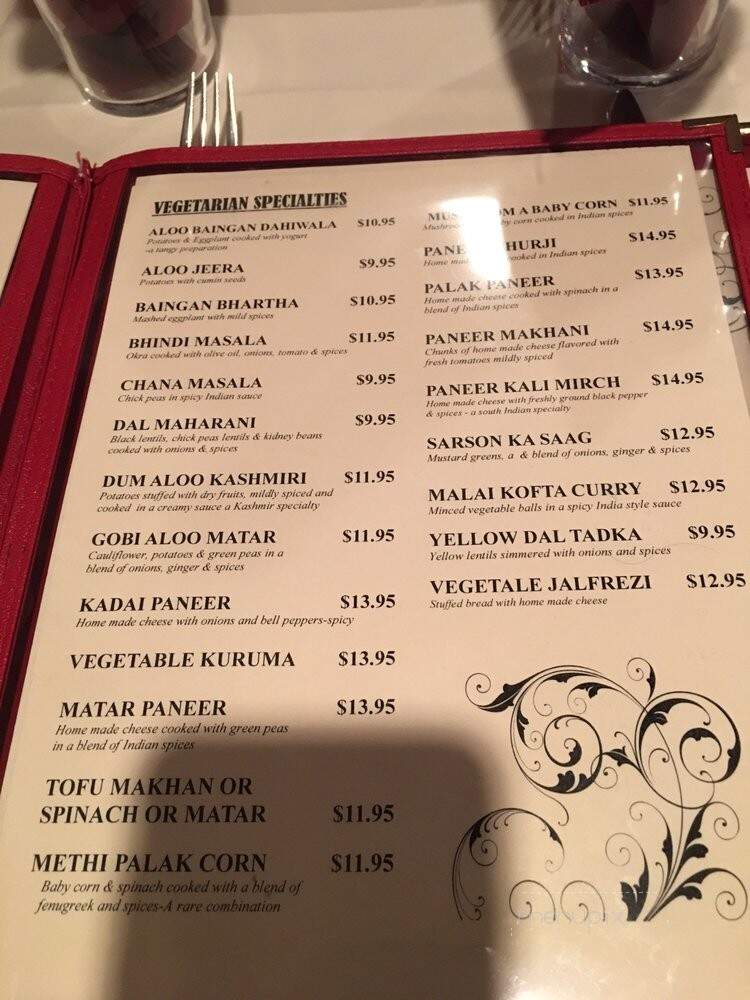 VEGETARIAN SPECIALTIES
ALOO BAINGAN DAHIWALA $10.95
Potatoes & Eggplant cooked with yogurt
-a tangy preparation
ALOO JEERA $9.95
Potatoes with cumin seeds
BAINGAN BHARTHA $10.95
Mashed eggplant with mild spices
BHINDI MASALA $11.95
Okra cooked with olive oil, onions, tomato & spices
CHANA MASALA $9.95
Chick peas in spicy Indian sauce
DAL MAHARANI $9.95
Black lentils, chick peas lentils & kidney beans
cooked with onions & spices
DUM ALOO KASHMIRI $11.95
Potatoes stuffed with dry fruits, mildly spiced and
cooked in a creamy sauce a Kashmir specialty
GOBI ALOO MATAR $11.95
Cauliflower, potatoes & green peas in a
blend of onions, ginger & spices
KADAI PANEER $13.95
Home made cheese with onions and bell peppers-spicy
VEGETABLE KURUMA $13.95
MATAR PANEER $13.95
Home made cheese cooked with green peas
in a blend of Indian spices
TOFU MAKHAN OR
SPINACH OR MATAR $11.95
METHI PALAK CORN $11.95
Baby corn & spinach cooked with a blend of
fenugreek and spices-A rare combination
A BABY CORN $11.95
corn cooked in Indian spices
$14.95
Home cooked in Indian spices
PALAK PANEER $13.95
Home made cheese cooked with spinach in a
blend of Indian spices
PANEER MAKHANI $14.95
Chunks of home made cheese flavored with
fresh tomatoes mildly spiced
PANEER KALI MIRCH $14.95
Home made cheese with freshly ground black pepper
& spices - a south Indian specialty
SARSON KA SAAG $12.95
Mustard greens, a & blend of onions, ginger & spices
MALAI KOFTA CURRY $12.95
Minced vegetable balls in a spicy India style sauce
YELLOW DAL TADKA $9.95
Yellow lentils simmered with onions and spices
VEGETALE JALFREZI $12.95
Stuffed bread with home made cheese